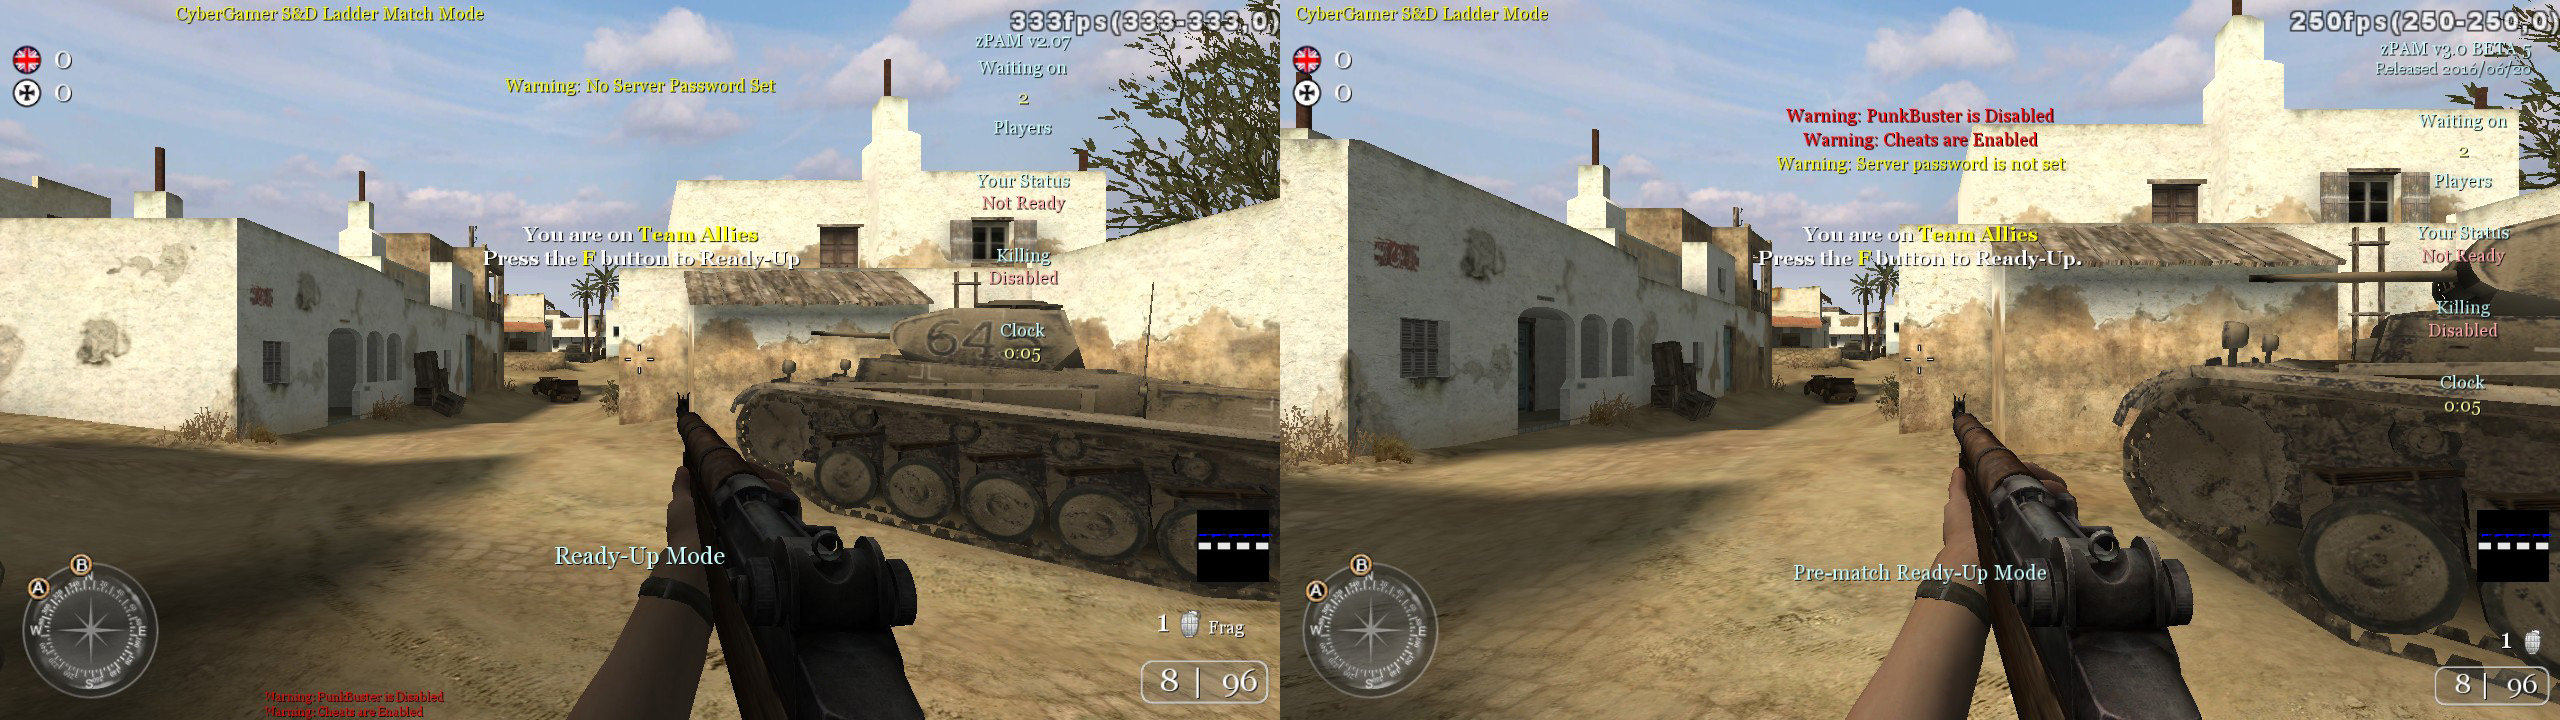 CyberGamer S&D Ladder Match Mode
333fps(333-333,0)
zPAM v2.07
0
0
Warning: No Server Password Set
Waiting on
2
Players
Your Status
Not Ready
You are on Team Allies
Press the F button to Ready-Up
Killing
Disabled
64
Clock
0:05
Ready-Up Mode
A
B
N
W
E
S
1 Frag
8 | 96
Warning: PunkBuster is Disabled
Warning: Cheats are Enabled
CyberGamer S&D Ladder Mode
250fps(250-250,0)
zPAM v3.0 BETA 5
Released 2016/06/20
0
0
Warning: PunkBuster is Disabled
Warning: Cheats are Enabled
Warning: Server password is not set
Waiting on
2
Players
Your Status
Not Ready
You are on Team Allies
Press the F button to Ready-Up.
Killing
Disabled
Clock
0:05
Pre-match Ready-Up Mode
A
B
N
W
E
S
1
8 | 96